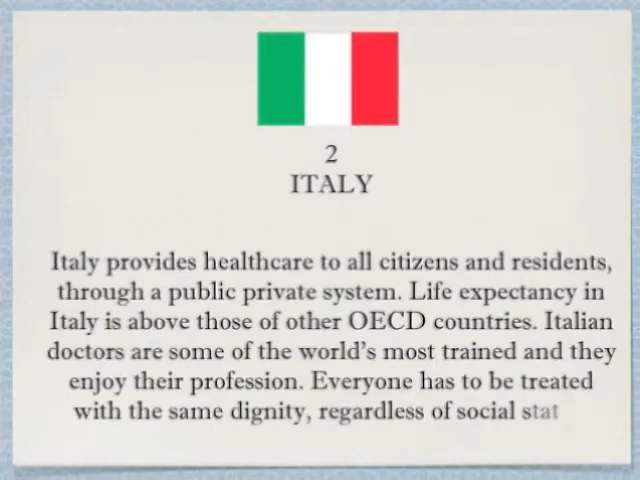 2
ITALY
Italy provides healthcare to all citizens and residents,
through a public private system. Life expectancy in
Italy is above those of other OECD countries. Italian
doctors are some of the world's most trained and they
enjoy their profession. Everyone has to be treated
with the same dignity, regardless of social stat